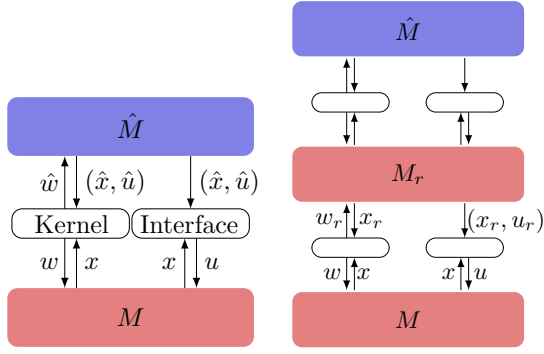 M̂
ŵ (x̂, û) (x̂, û)
Kernel Interface
w x x u
M
M̂
M_r
w_r x_r (x_r, u_r)
w x x u
M